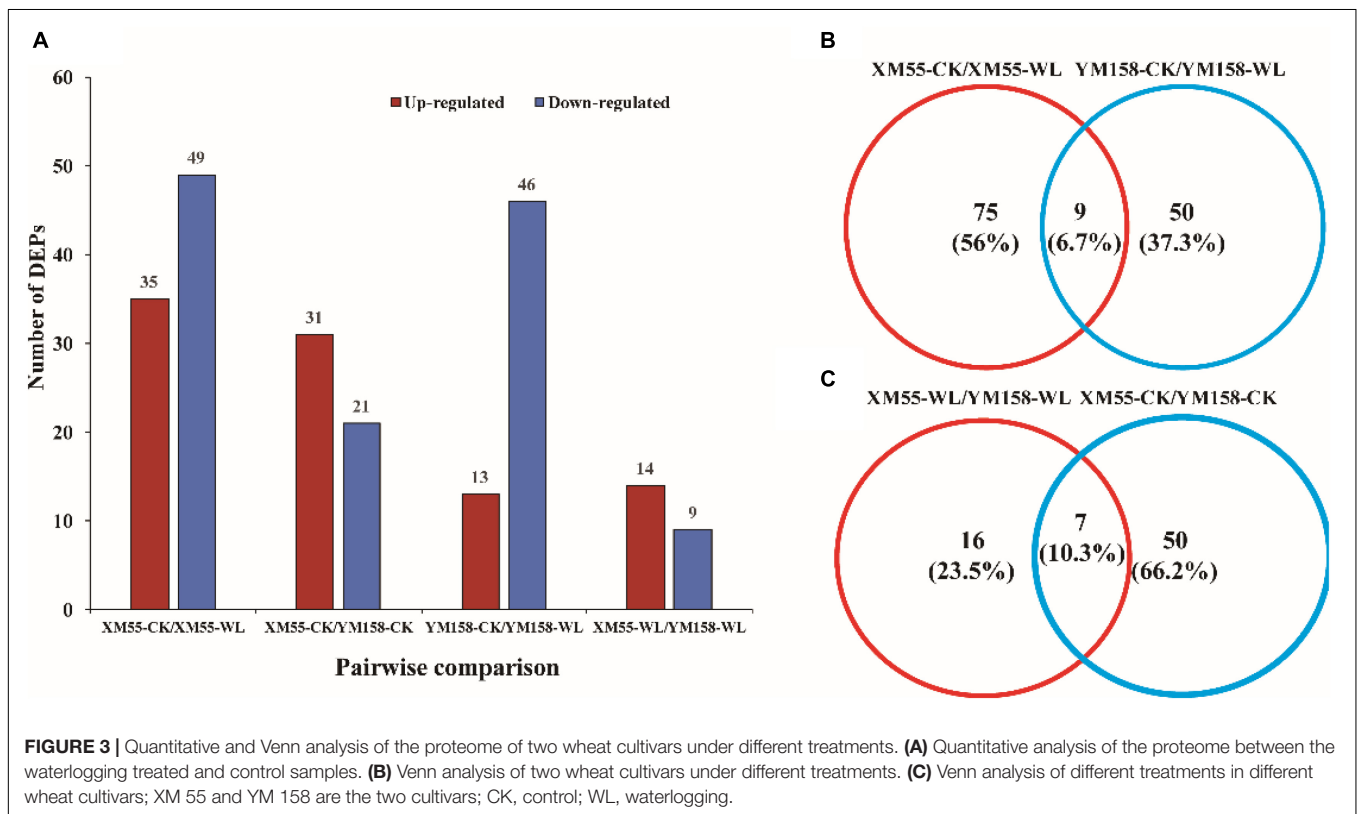 A
60
50
40
30
20
10
0
Number of DEPs
Up-regulated
Down-regulated
35
49
31
21
13
46
14
9
XM55-CK/XM55-WL
XM55-CK/YM158-CK
YM158-CK/YM158-WL
XM55-WL/YM158-WL
Pairwise comparison
B
XM55-CK/XM55-WL
YM158-CK/YM158-WL
75
(56%)
9
(6.7%)
50
(37.3%)
C
XM55-WL/YM158-WL
XM55-CK/YM158-CK
16
(23.5%)
7
(10.3%)
50
(66.2%)
FIGURE 3 | Quantitative and Venn analysis of the proteome of two wheat cultivars under different treatments. (A) Quantitative analysis of the proteome between the
waterlogging treated and control samples. (B) Venn analysis of two wheat cultivars under different treatments. (C) Venn analysis of different treatments in different
wheat cultivars; XM 55 and YM 158 are the two cultivars; CK, control; WL, waterlogging.